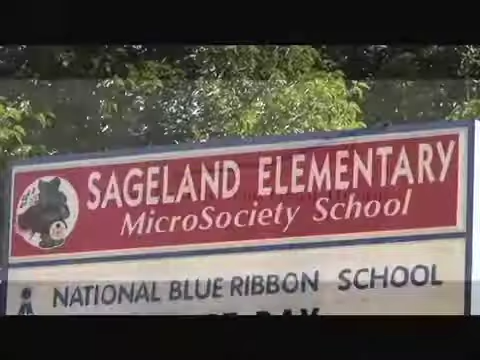 SAGELAND ELEMENTARY
MicroSociety School
NATIONAL BLUE RIBBON SCHOOL